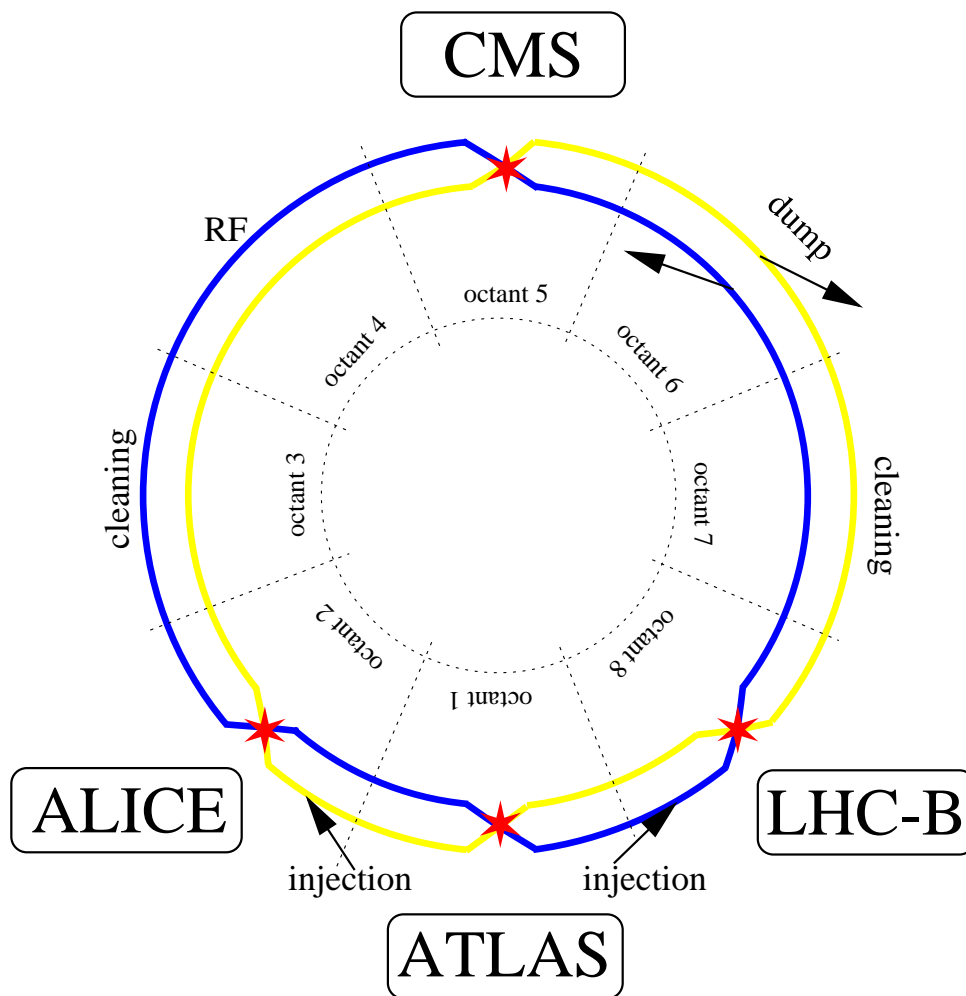 CMS
RF
dump
octant 5
octant 4
octant 6
cleaning
octant 3
octant 7
cleaning
octant 2
octant 8
octant 1
ALICE
LHC-B
injection
injection
ATLAS